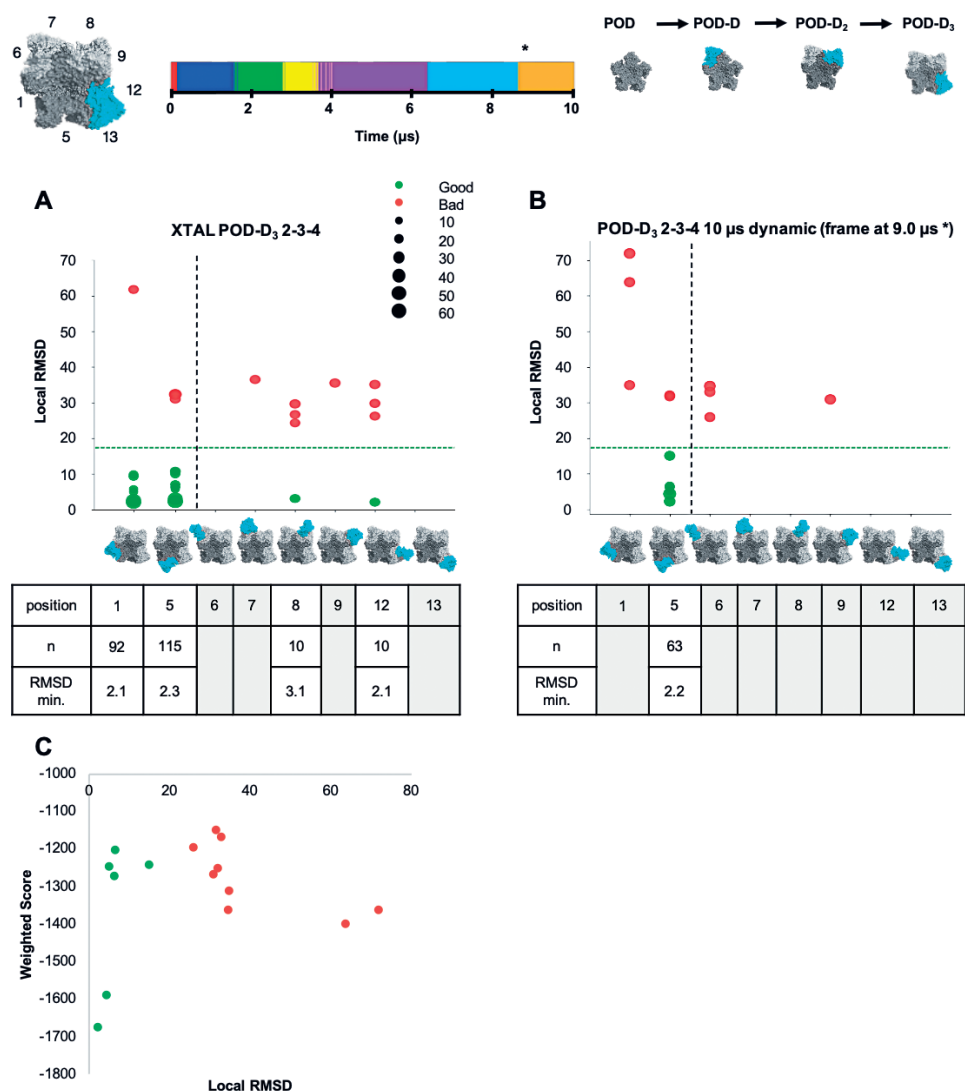 7 8
6 9
12
1
5 13
*
0 2 4 6 8 10
Time (µs)
POD POD-D POD-D₂ POD-D₃
A
XTAL POD-D₃ 2-3-4
Good
Bad
10
20
30
40
50
60
Local RMSD
70
60
50
40
30
20
10
0
position 1 5 6 7 8 9 12 13
n 92 115 10 10
RMSD min. 2.1 2.3 3.1 2.1
B
POD-D₃ 2-3-4 10 µs dynamic (frame at 9.0 µs *)
Local RMSD
70
60
50
40
30
20
10
0
position 1 5 6 7 8 9 12 13
n 63
RMSD min. 2.2
C
0 20 40 60 80
Weighted Score
-1000
-1100
-1200
-1300
-1400
-1500
-1600
-1700
-1800
Local RMSD